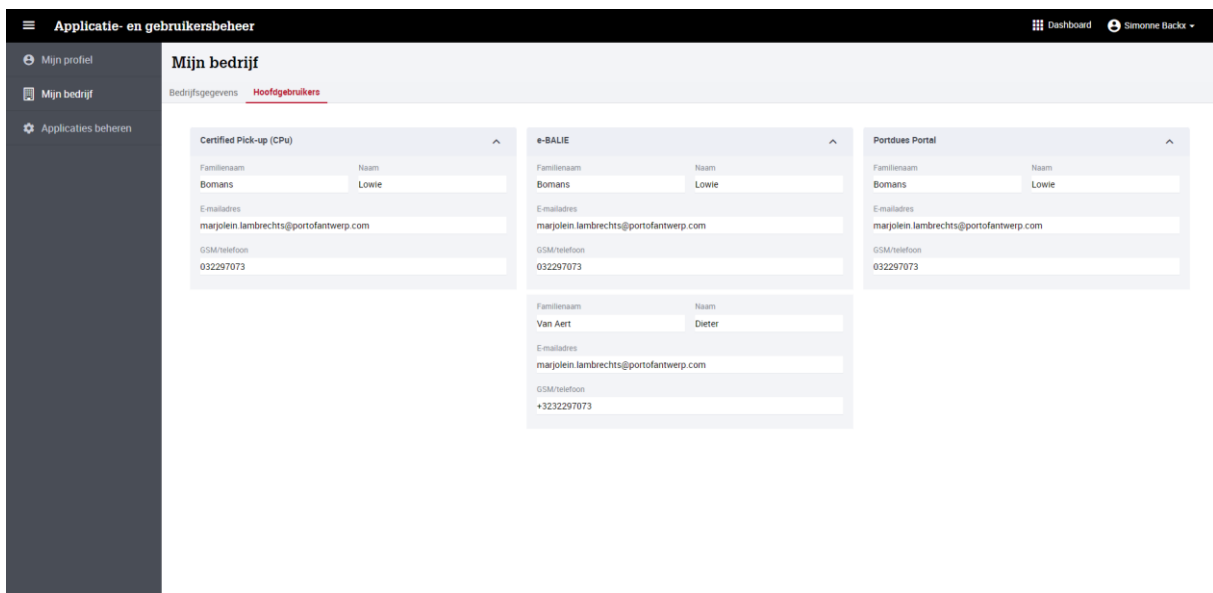 Applicatie- en gebruikersbeheer
Dashboard
Simonne Backx
Mijn profiel
Mijn bedrijf
Applicaties beheren
Mijn bedrijf
Bedrijfsgegevens Hoofdgebruikers
Certified Pick-up (CPu)
Familienaam Naam
Bomans Lowie
E-mailadres
marjolein.lambrechts@portofantwerp.com
GSM/telefoon
032297073
e-BALIE
Familienaam Naam
Bomans Lowie
E-mailadres
marjolein.lambrechts@portofantwerp.com
GSM/telefoon
032297073
Familienaam Naam
Van Aert Dieter
E-mailadres
marjolein.lambrechts@portofantwerp.com
GSM/telefoon
+3232297073
Portdues Portal
Familienaam Naam
Bomans Lowie
E-mailadres
marjolein.lambrechts@portofantwerp.com
GSM/telefoon
032297073